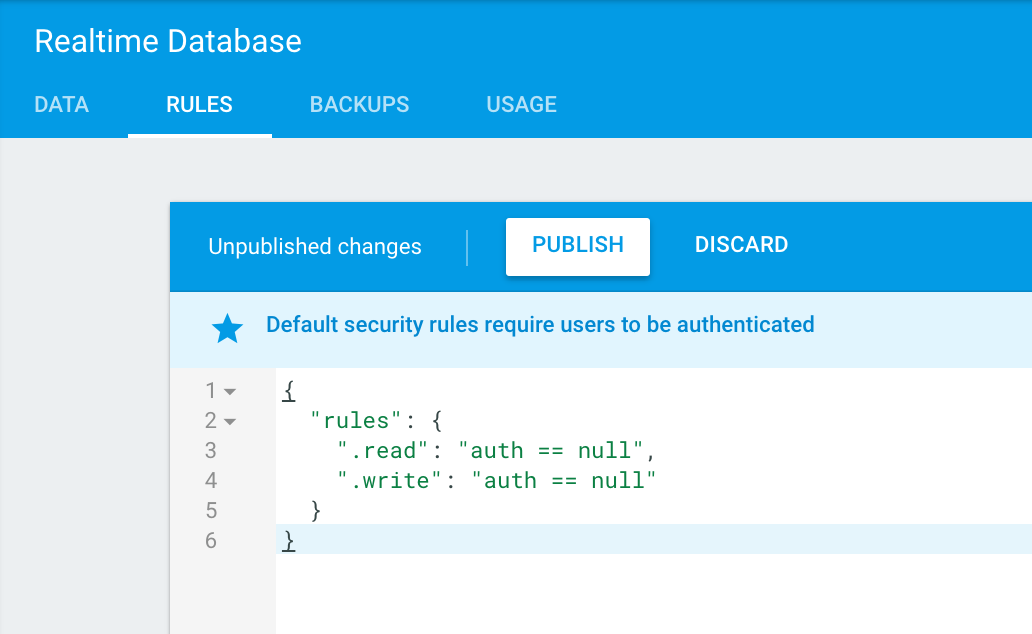 Realtime Database
DATA RULES BACKUPS USAGE
Unpublished changes PUBLISH DISCARD
Default security rules require users to be authenticated
1 {
2 "rules": {
3 ".read": "auth == null",
4 ".write": "auth == null"
5 }
6 }